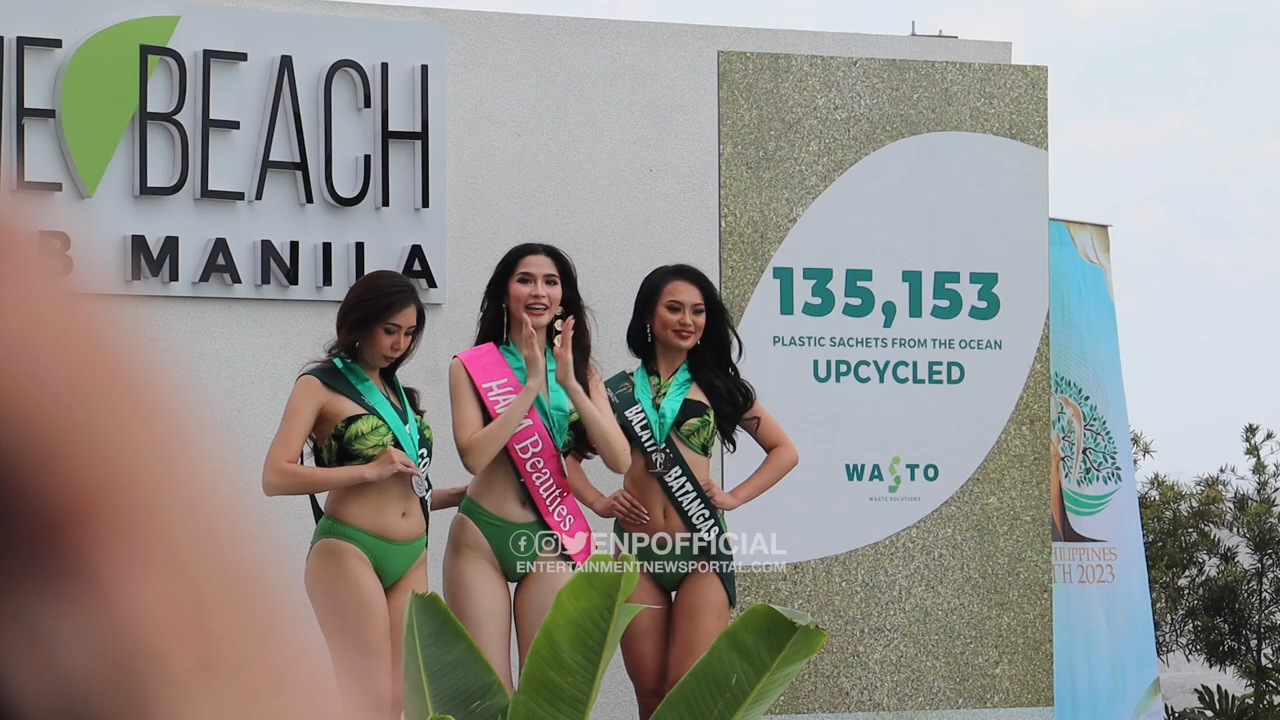 E BEACH
B MANILA
135,153
PLASTIC SACHETS FROM THE OCEAN
UPCYCLED
WASTO
WASTE SOLUTIONS
Beauties
BATANGAS
ENPOFFICIAL
ENTERTAINMENTNEWSPORTAL.COM
PHILIPPINES
TH 2023